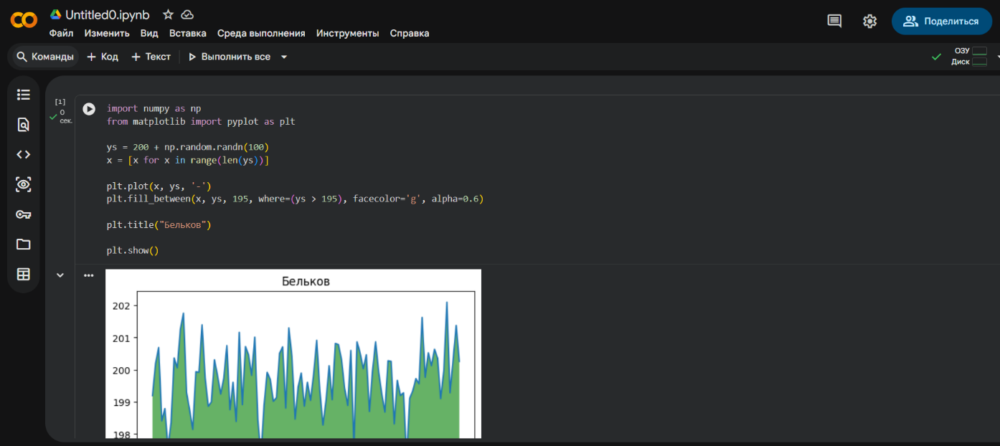 Untitled0.ipynb
Файл Изменить Вид Вставка Среда выполнения Инструменты Справка
Поделиться
Команды + Код + Текст Выполнить все
ОЗУ
Диск
[1]
0
сек.
import numpy as np
from matplotlib import pyplot as plt
ys = 200 + np.random.randn(100)
x = [x for x in range(len(ys))]
plt.plot(x, ys, '-')
plt.fill_between(x, ys, 195, where=(ys > 195), facecolor='g', alpha=0.6)
plt.title("Бельков")
plt.show()
Бельков
202
201
200
199
198